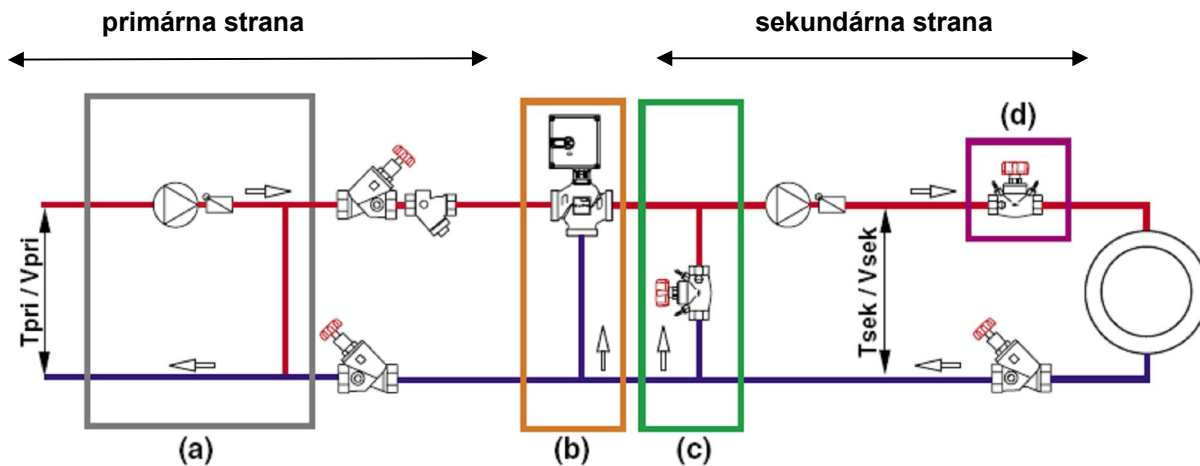 primárna strana
sekundárna strana
(d)
Tpri / Vpri
Tsek / Vsek
(a)
(b)
(c)